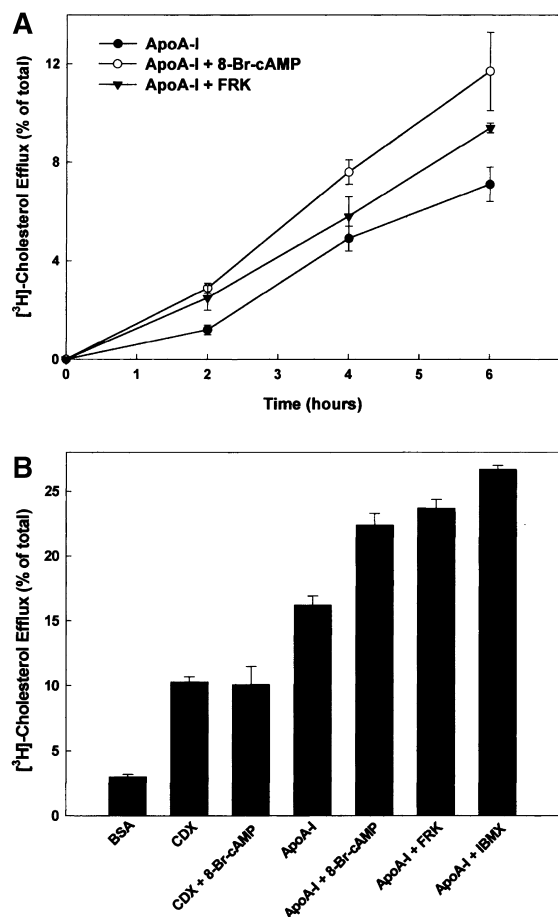 A
ApoA-I
ApoA-I + 8-Br-cAMP
ApoA-I + FRK
[³H]-Cholesterol Efflux (% of total)
12
8
4
0
0 1 2 3 4 5 6
Time (hours)
B
[³H]-Cholesterol Efflux (% of total)
25
20
15
10
5
0
BSA
CDX
CDX + 8-Br-cAMP
ApoA-I
ApoA-I + 8-Br-cAMP
ApoA-I + FRK
ApoA-I + IBMX